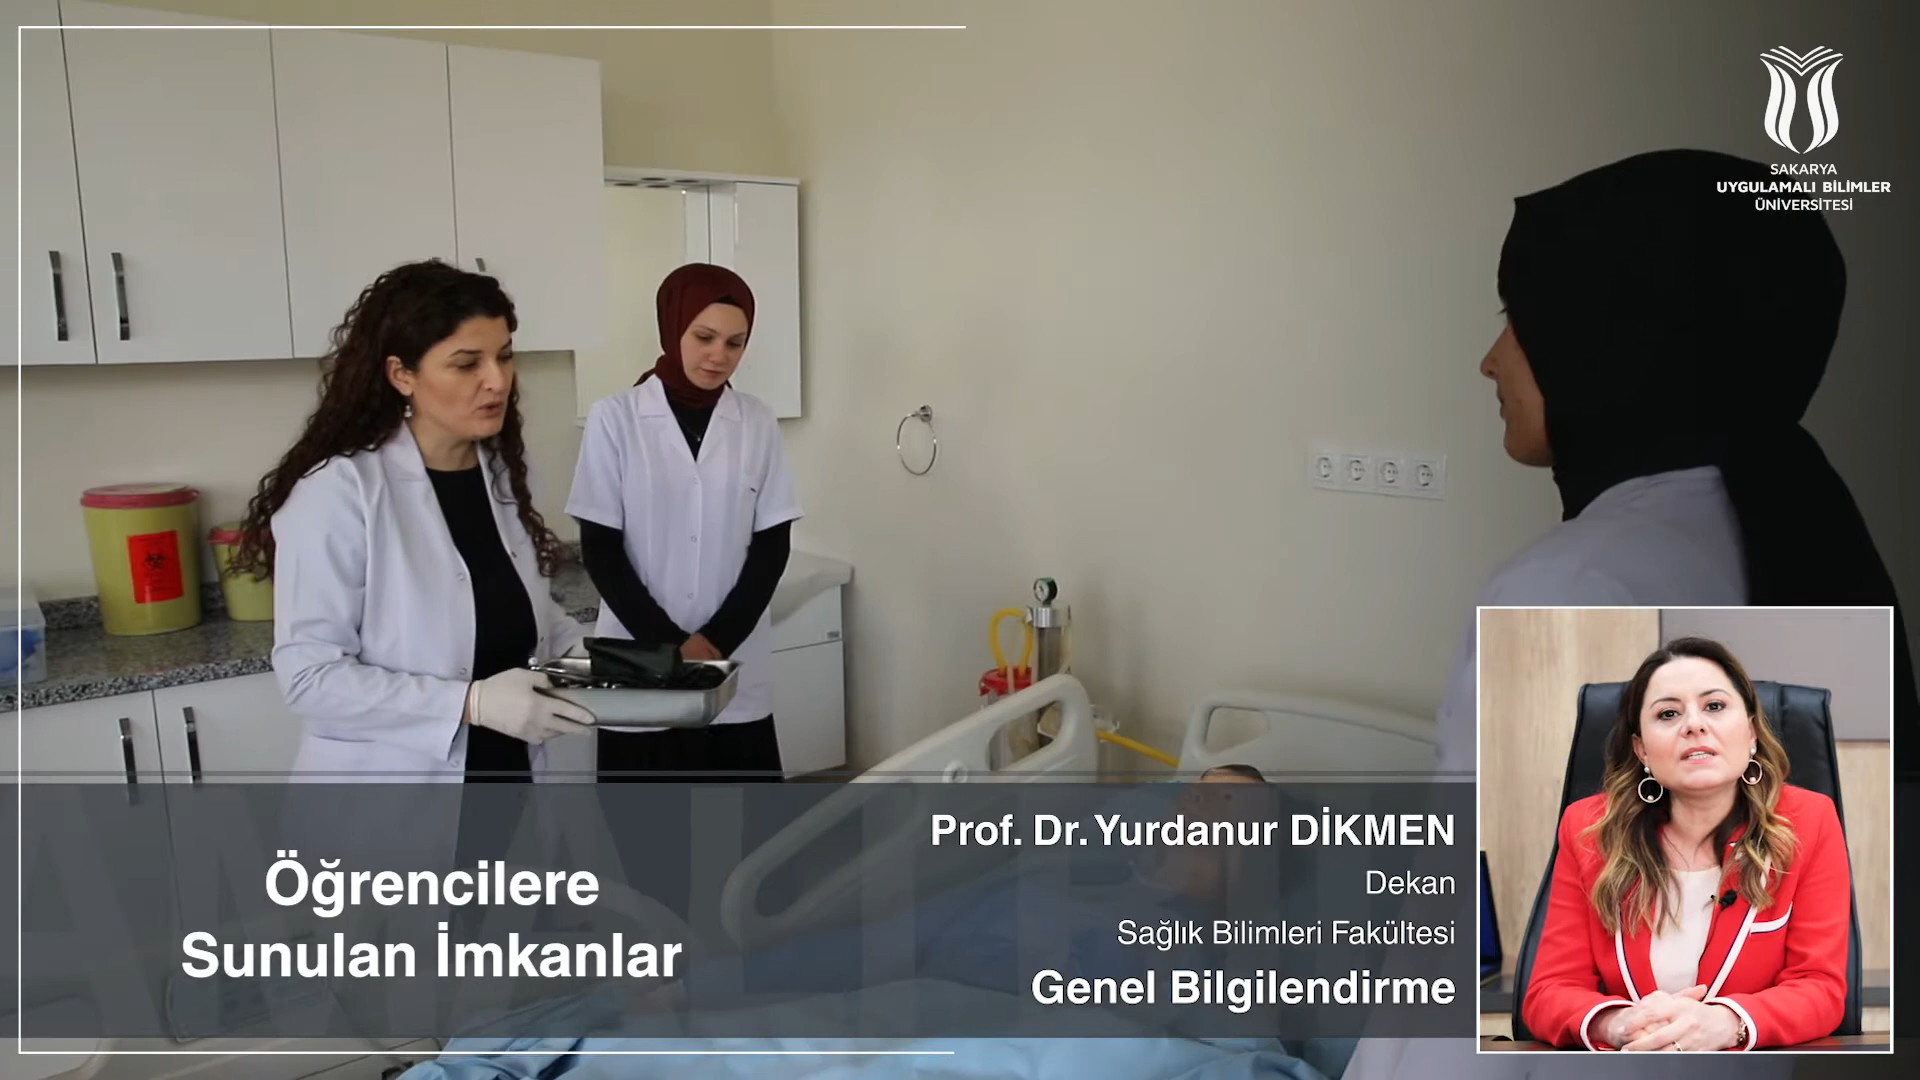 SAKARYA
UYGULAMALI BİLİMLER
ÜNİVERSİTESİ
Öğrencilere
Sunulan İmkanlar
Prof. Dr. Yurdanur DİKMEN
Dekan
Sağlık Bilimleri Fakültesi
Genel Bilgilendirme